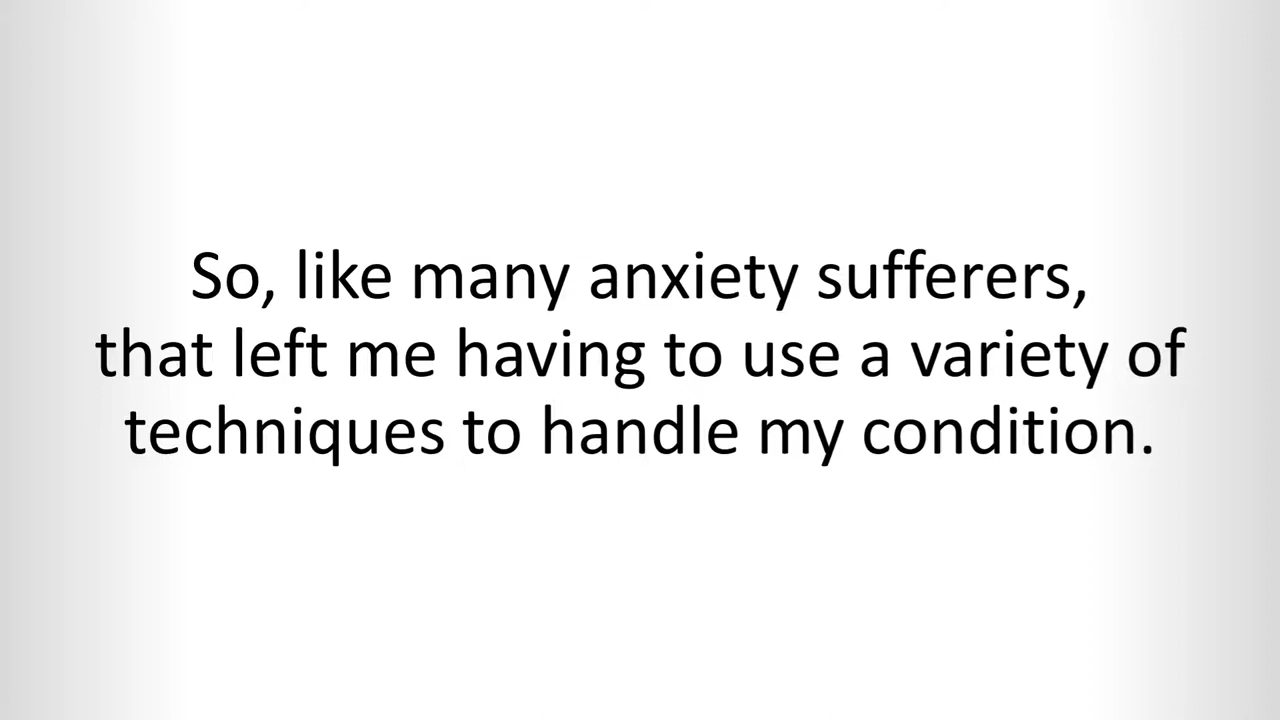 So, like many anxiety sufferers,
that left me having to use a variety of
techniques to handle my condition.